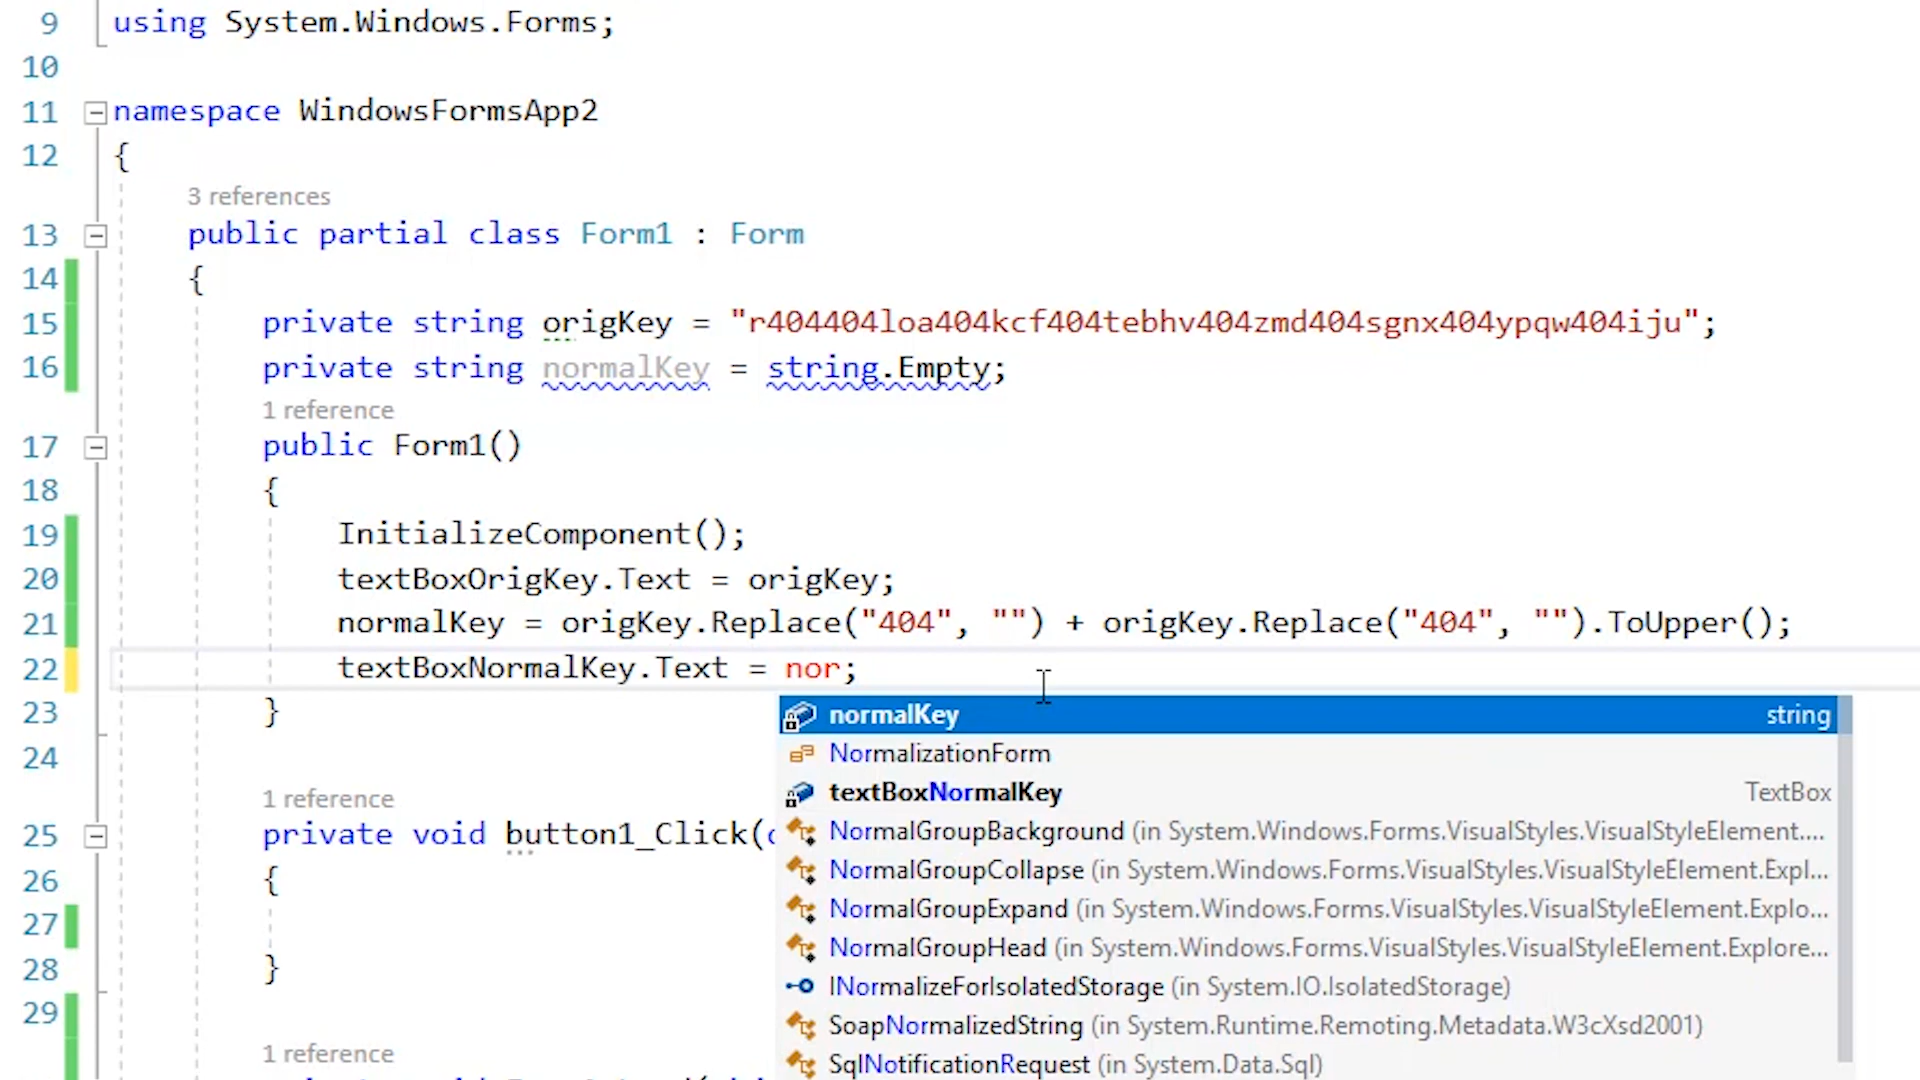 9 using System.Windows.Forms;
10
11 namespace WindowsFormsApp2
12 {
3 references
13 public partial class Form1 : Form
14 {
15 private string origKey = "r404404loa404kcf404tebhv404zmd404sgnx404ypqw404iju";
16 private string normalKey = string.Empty;
1 reference
17 public Form1()
18 {
19 InitializeComponent();
20 textBoxOrigKey.Text = origKey;
21 normalKey = origKey.Replace("404", "") + origKey.Replace("404", "").ToUpper();
22 textBoxNormalKey.Text = nor;
23 }
normalKey string
24
NormalizationForm
textBoxNormalKey TextBox
1 reference
25 private void button1_Click(
NormalGroupBackground (in System.Windows.Forms.VisualStyles.VisualStyleElement....
26 {
NormalGroupCollapse (in System.Windows.Forms.VisualStyles.VisualStyleElement.Expl...
27
NormalGroupExpand (in System.Windows.Forms.VisualStyles.VisualStyleElement.Explo...
28 }
NormalGroupHead (in System.Windows.Forms.VisualStyles.VisualStyleElement.Explore...
29
INormalizeForIsolatedStorage (in System.IO.IsolatedStorage)
SoapNormalizedString (in System.Runtime.Remoting.Metadata.W3cXsd2001)
1 reference
SqlNotificationRequest (in System.Data.Sql)